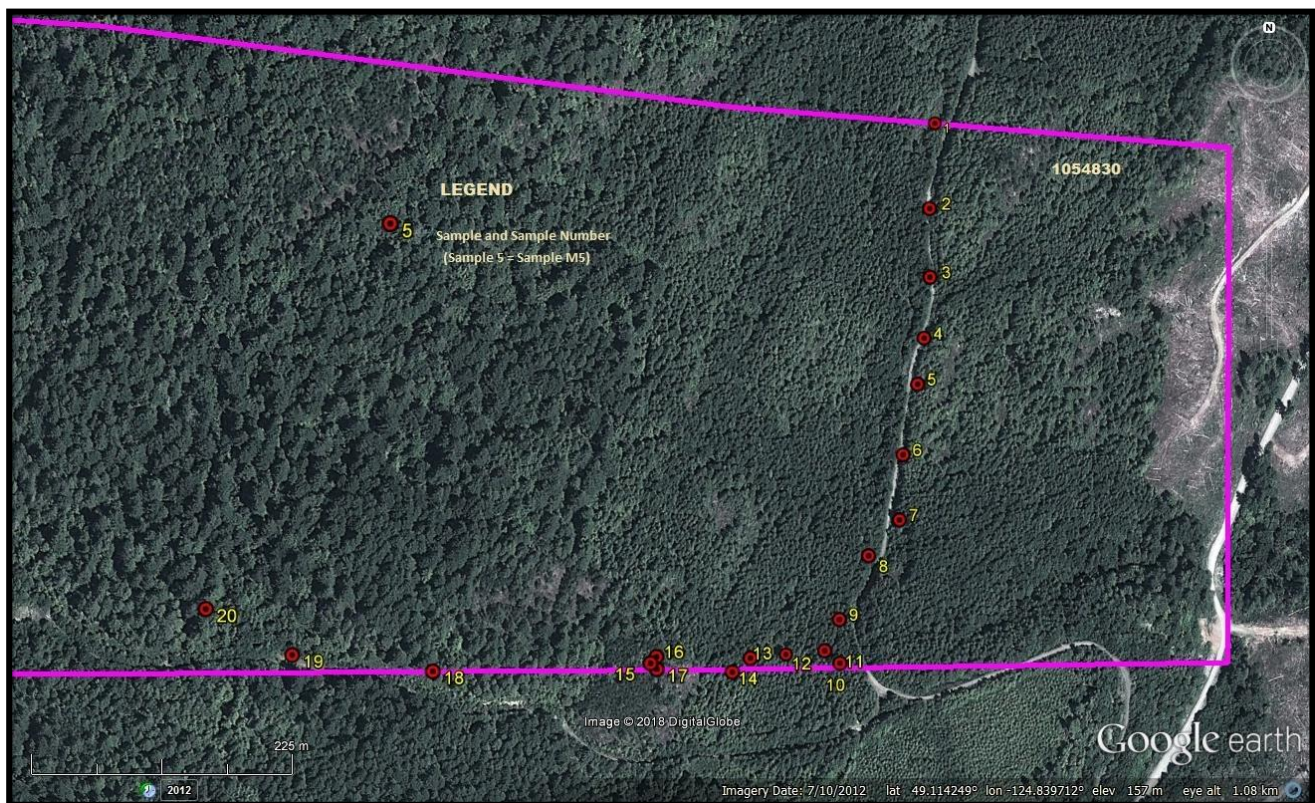 N
1
1054830
LEGEND
2
5
Sample and Sample Number
(Sample 5 = Sample M5)
3
4
5
6
7
8
9
20
19
18
16
15
17
13
14
12
11
10
Image © 2018 DigitalGlobe
225 m
Google earth
2012
Imagery Date: 7/10/2012 lat 49.114249° lon -124.839712° elev 157 m eye alt 1.08 km